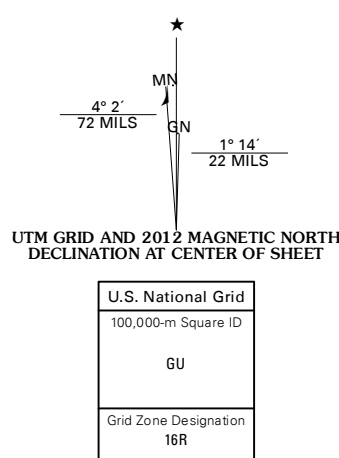 ★
MN
4° 2´
72 MILS
GN
1° 14´
22 MILS
UTM GRID AND 2012 MAGNETIC NORTH
DECLINATION AT CENTER OF SHEET
U.S. National Grid
100,000-m Square ID
GU
Grid Zone Designation
16R